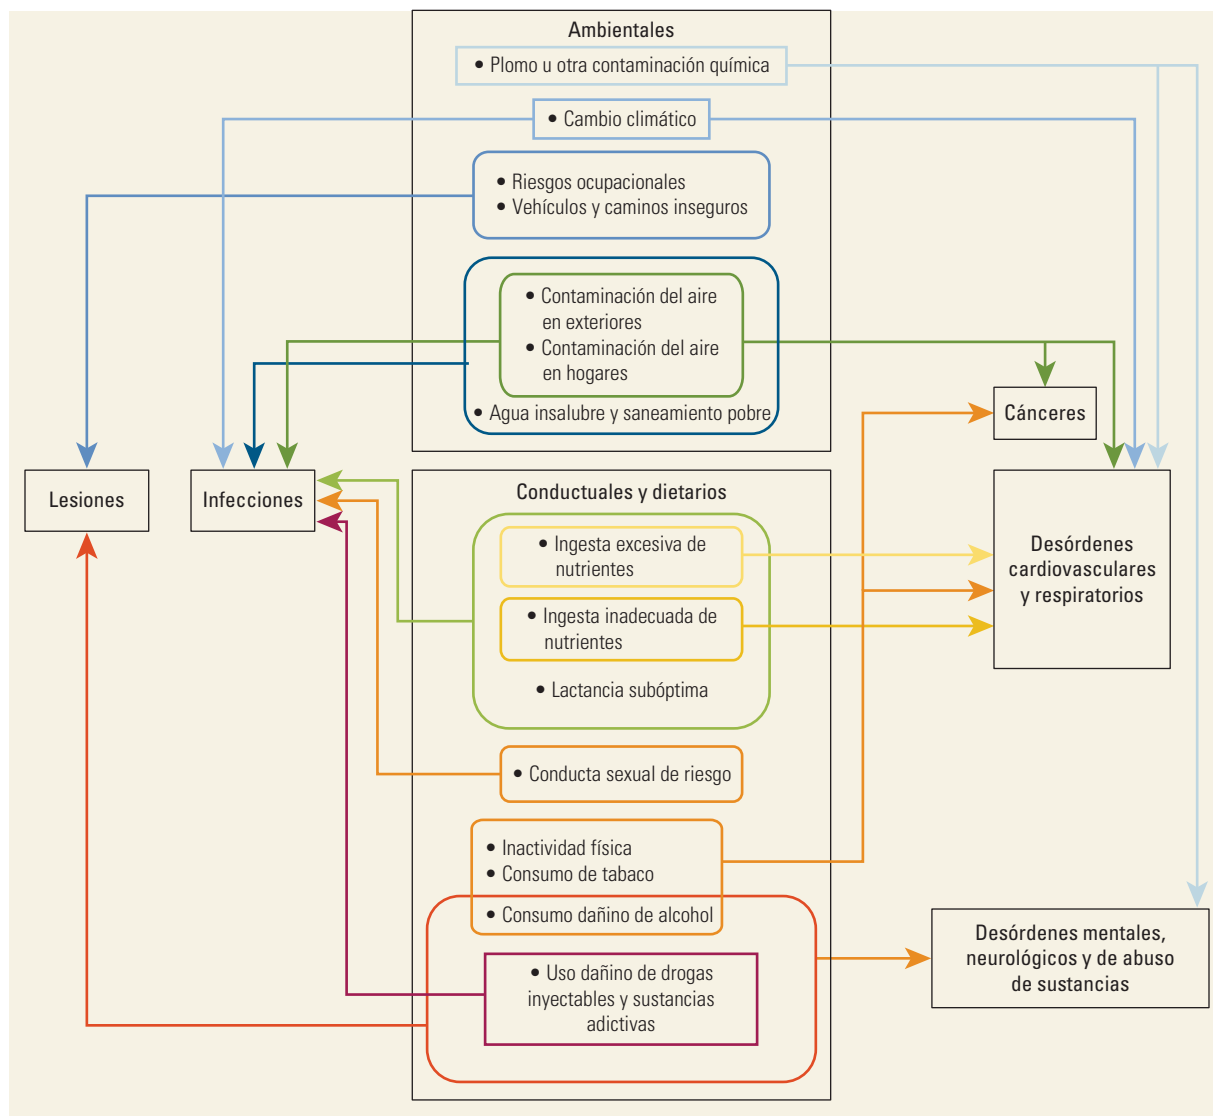 Ambientales
• Plomo u otra contaminación química
• Cambio climático
• Riesgos ocupacionales
• Vehículos y caminos inseguros
• Contaminación del aire
en exteriores
• Contaminación del aire
en hogares
• Agua insalubre y saneamiento pobre
Cánceres
Lesiones
Infecciones
Conductuales y dietarios
• Ingesta excesiva de
nutrientes
• Ingesta inadecuada de
nutrientes
• Lactancia subóptima
Desórdenes
cardiovasculares
y respiratorios
• Conducta sexual de riesgo
• Inactividad física
• Consumo de tabaco
• Consumo dañino de alcohol
• Uso dañino de drogas
inyectables y sustancias
adictivas
Desórdenes mentales,
neurológicos y de abuso
de sustancias